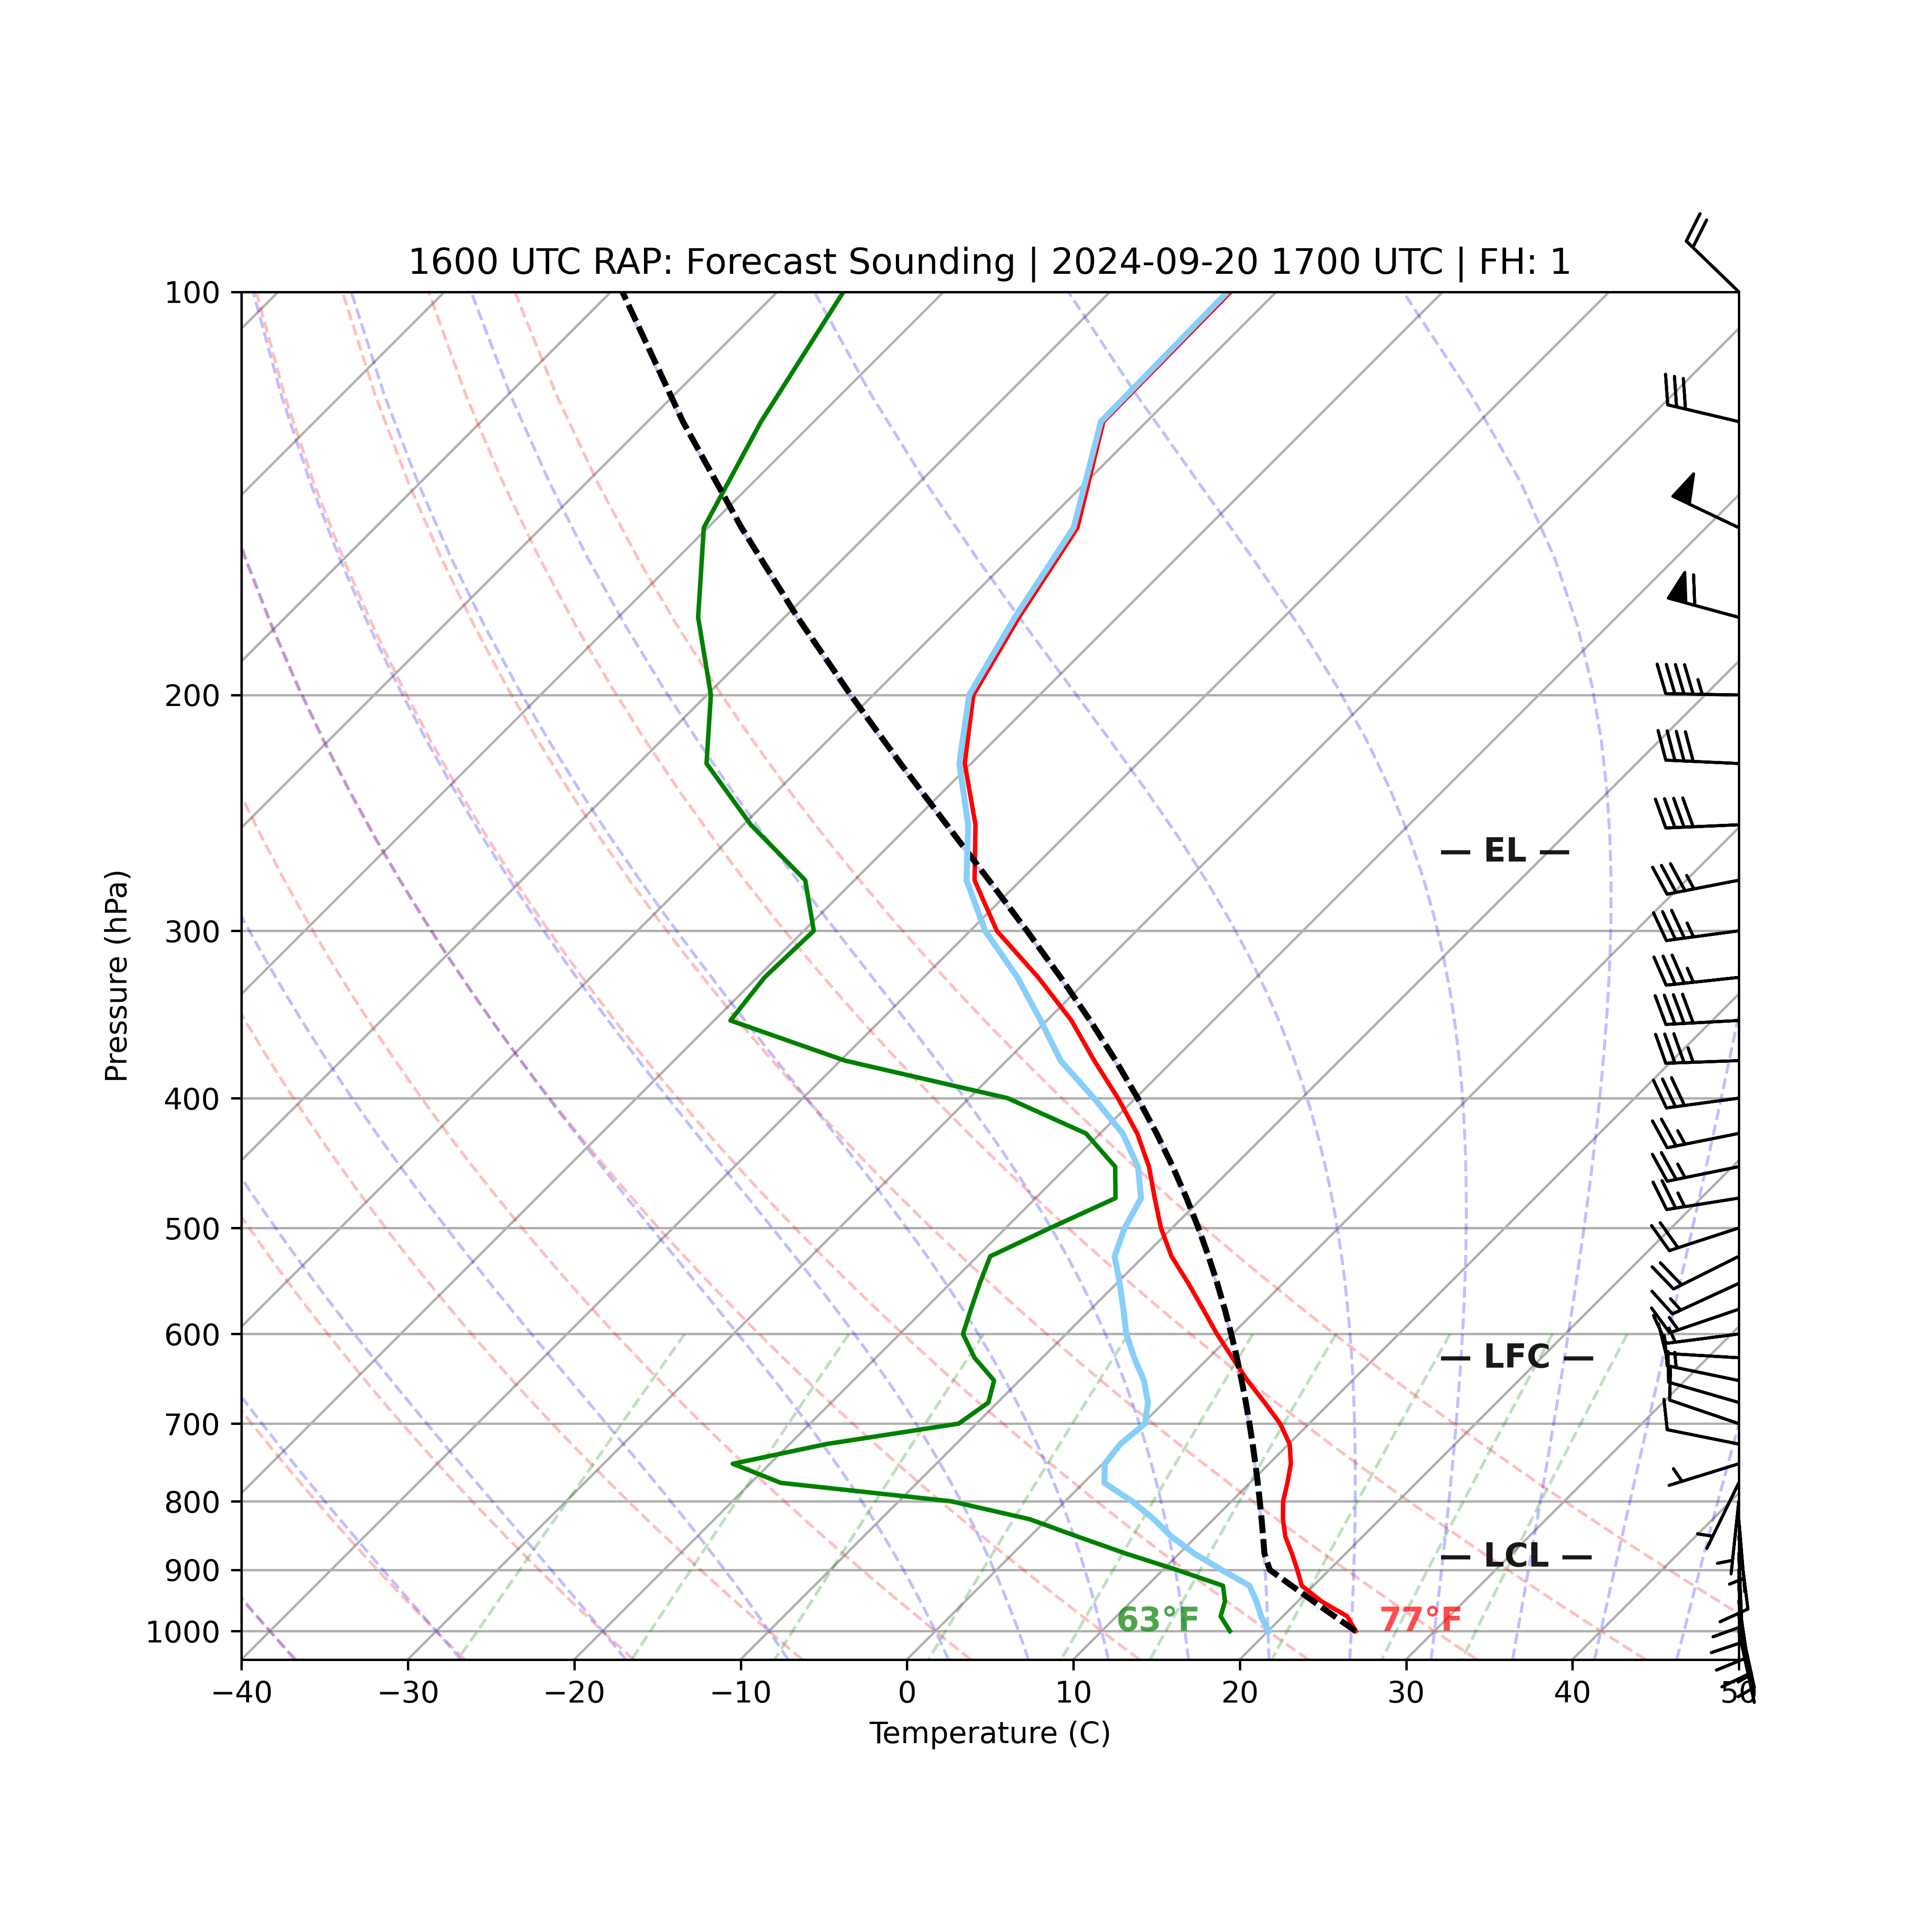 1600 UTC RAP: Forecast Sounding | 2024-09-20 1700 UTC | FH: 1
100
200
— EL —
300
Pressure (hPa)
400
500
600
— LFC —
700
800
— LCL —
900
63°F 77°F
1000
−40 −30 −20 −10 0 10 20 30 40 50
Temperature (C)